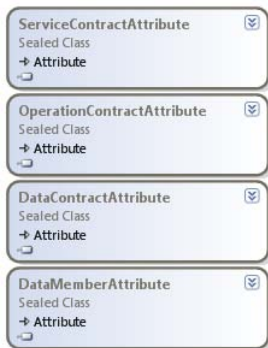 ServiceContractAttribute
Sealed Class
Attribute
OperationContractAttribute
Sealed Class
Attribute
DataContractAttribute
Sealed Class
Attribute
DataMemberAttribute
Sealed Class
Attribute